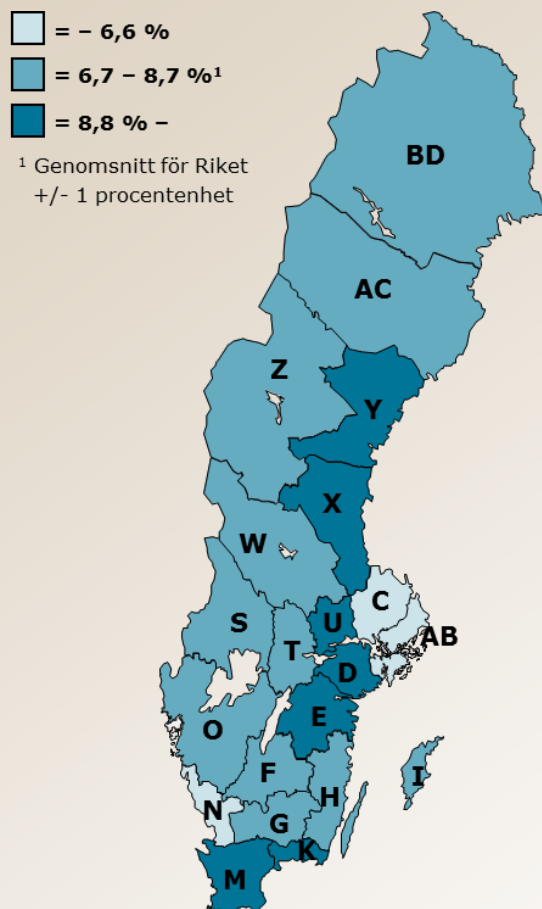 = – 6,6 %
= 6,7 – 8,7 %¹
= 8,8 % –
¹ Genomsnitt för Riket
+/- 1 procentenhet
BD
AC
Z
Y
X
W
C
S
U
AB
T
D
O
E
F
I
N
H
G
K
M